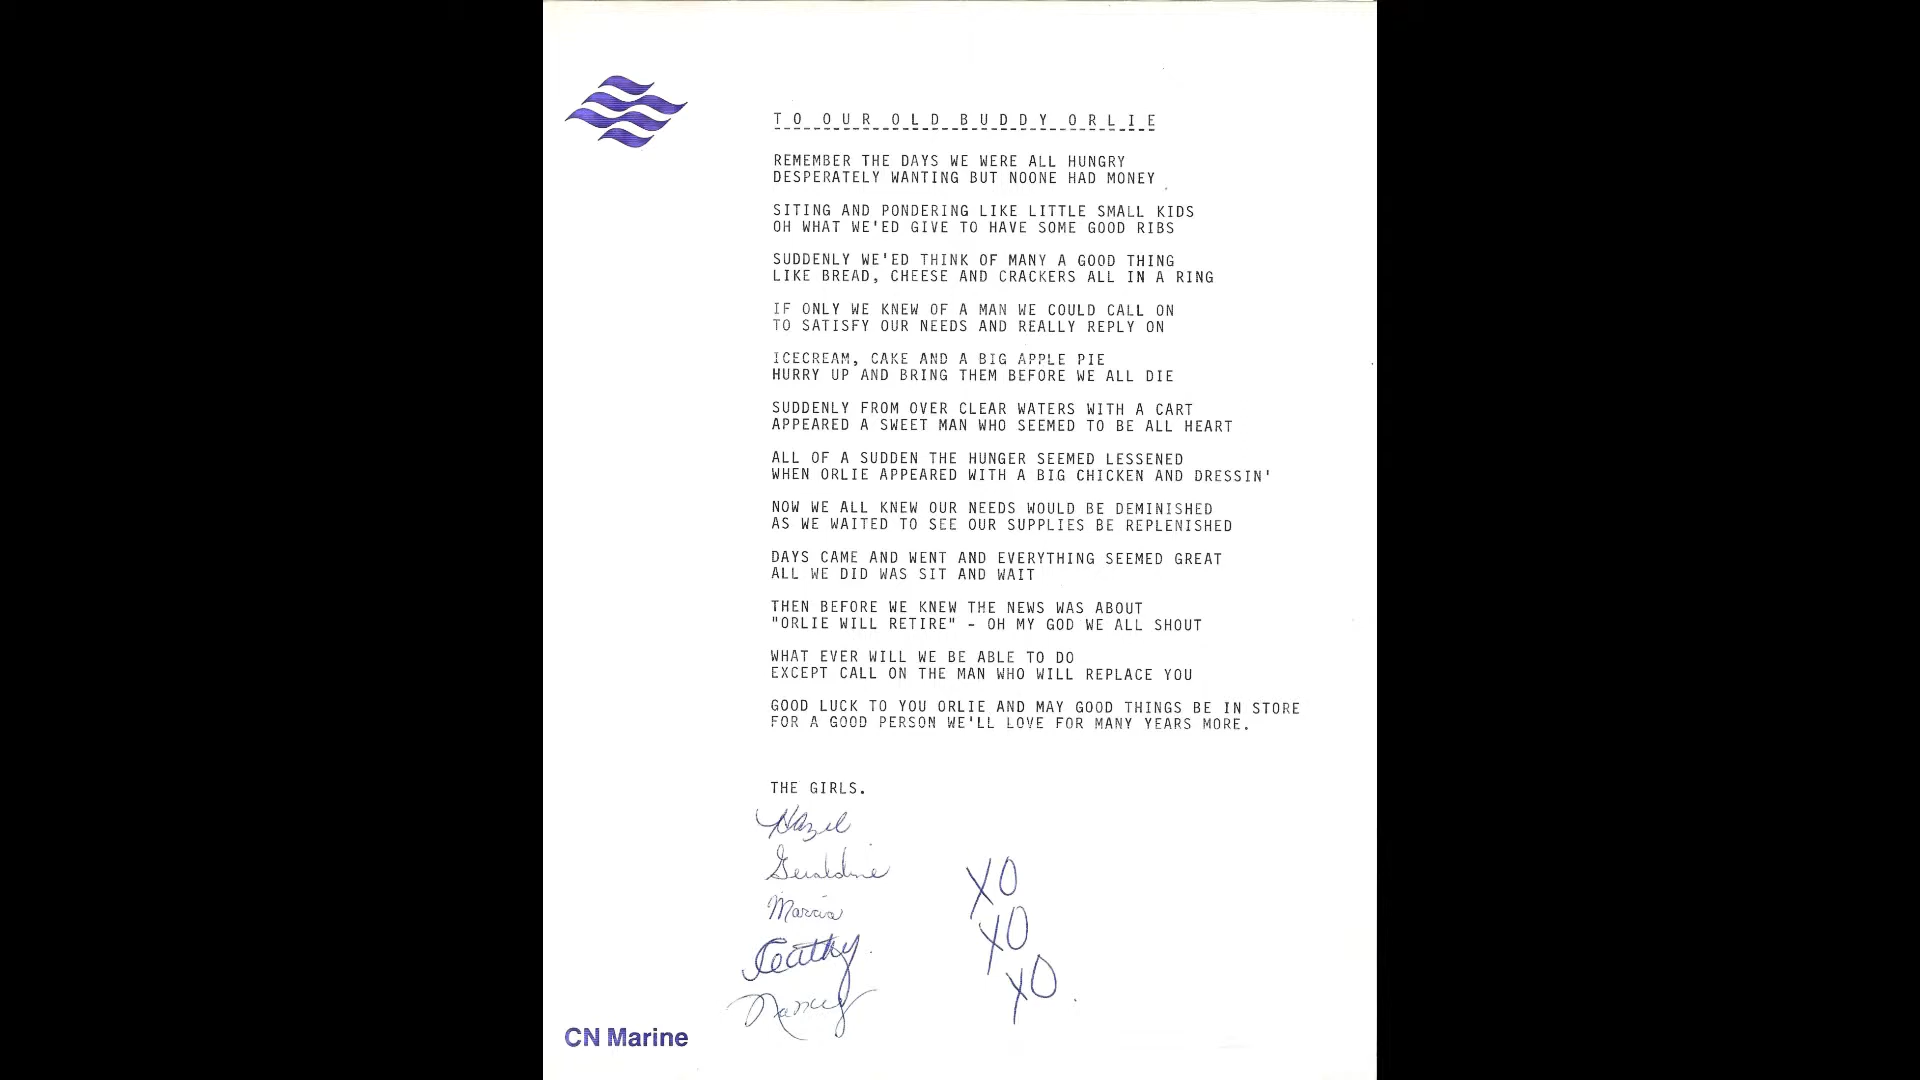 TO OUR OLD BUDDY ORLIE
REMEMBER THE DAYS WE WERE ALL HUNGRY
DESPERATELY WANTING BUT NOONE HAD MONEY
SITING AND PONDERING LIKE LITTLE SMALL KIDS
OH WHAT WE'ED GIVE TO HAVE SOME GOOD RIBS
SUDDENLY WE'ED THINK OF MANY A GOOD THING
LIKE BREAD, CHEESE AND CRACKERS ALL IN A RING
IF ONLY WE KNEW OF A MAN WE COULD CALL ON
TO SATISFY OUR NEEDS AND REALLY REPLY ON
ICECREAM, CAKE AND A BIG APPLE PIE
HURRY UP AND BRING THEM BEFORE WE ALL DIE
SUDDENLY FROM OVER CLEAR WATERS WITH A CART
APPEARED A SWEET MAN WHO SEEMED TO BE ALL HEART
ALL OF A SUDDEN THE HUNGER SEEMED LESSENED
WHEN ORLIE APPEARED WITH A BIG CHICKEN AND DRESSIN'
NOW WE ALL KNEW OUR NEEDS WOULD BE DEMINISHED
AS WE WAITED TO SEE OUR SUPPLIES BE REPLENISHED
DAYS CAME AND WENT AND EVERYTHING SEEMED GREAT
ALL WE DID WAS SIT AND WAIT
THEN BEFORE WE KNEW THE NEWS WAS ABOUT
"ORLIE WILL RETIRE" - OH MY GOD WE ALL SHOUT
WHAT EVER WILL WE BE ABLE TO DO
EXCEPT CALL ON THE MAN WHO WILL REPLACE YOU
GOOD LUCK TO YOU ORLIE AND MAY GOOD THINGS BE IN STORE
FOR A GOOD PERSON WE'LL LOVE FOR MANY YEARS MORE.
THE GIRLS.
Hazel
Geraldine
Marcia
Cathy.
Nancy
XO
XO
XO.
CN Marine